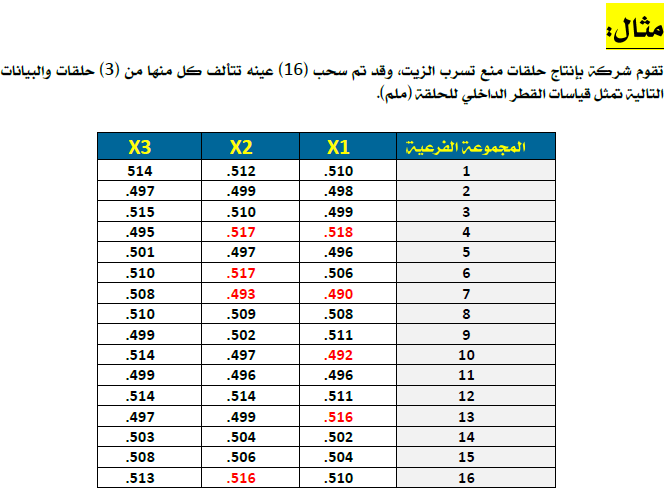 مثال:
تقوم شركة بإنتاج حلقات منع تسرب الزيت، وقد تم سحب (16) عينه تتألف كل منها من (3) حلقات والبيانات
التالية تمثل قياسات القطر الداخلي للحلقة (ملم).
المجموعة الفرعية X1 X2 X3
1 .510 .512 514
2 .498 .499 .497
3 .499 .510 .515
4 .518 .517 .495
5 .496 .497 .501
6 .506 .517 .510
7 .490 .493 .508
8 .508 .509 .510
9 .511 .502 .499
10 .492 .497 .514
11 .496 .496 .499
12 .511 .514 .514
13 .516 .499 .497
14 .502 .504 .503
15 .504 .506 .508
16 .510 .516 .513